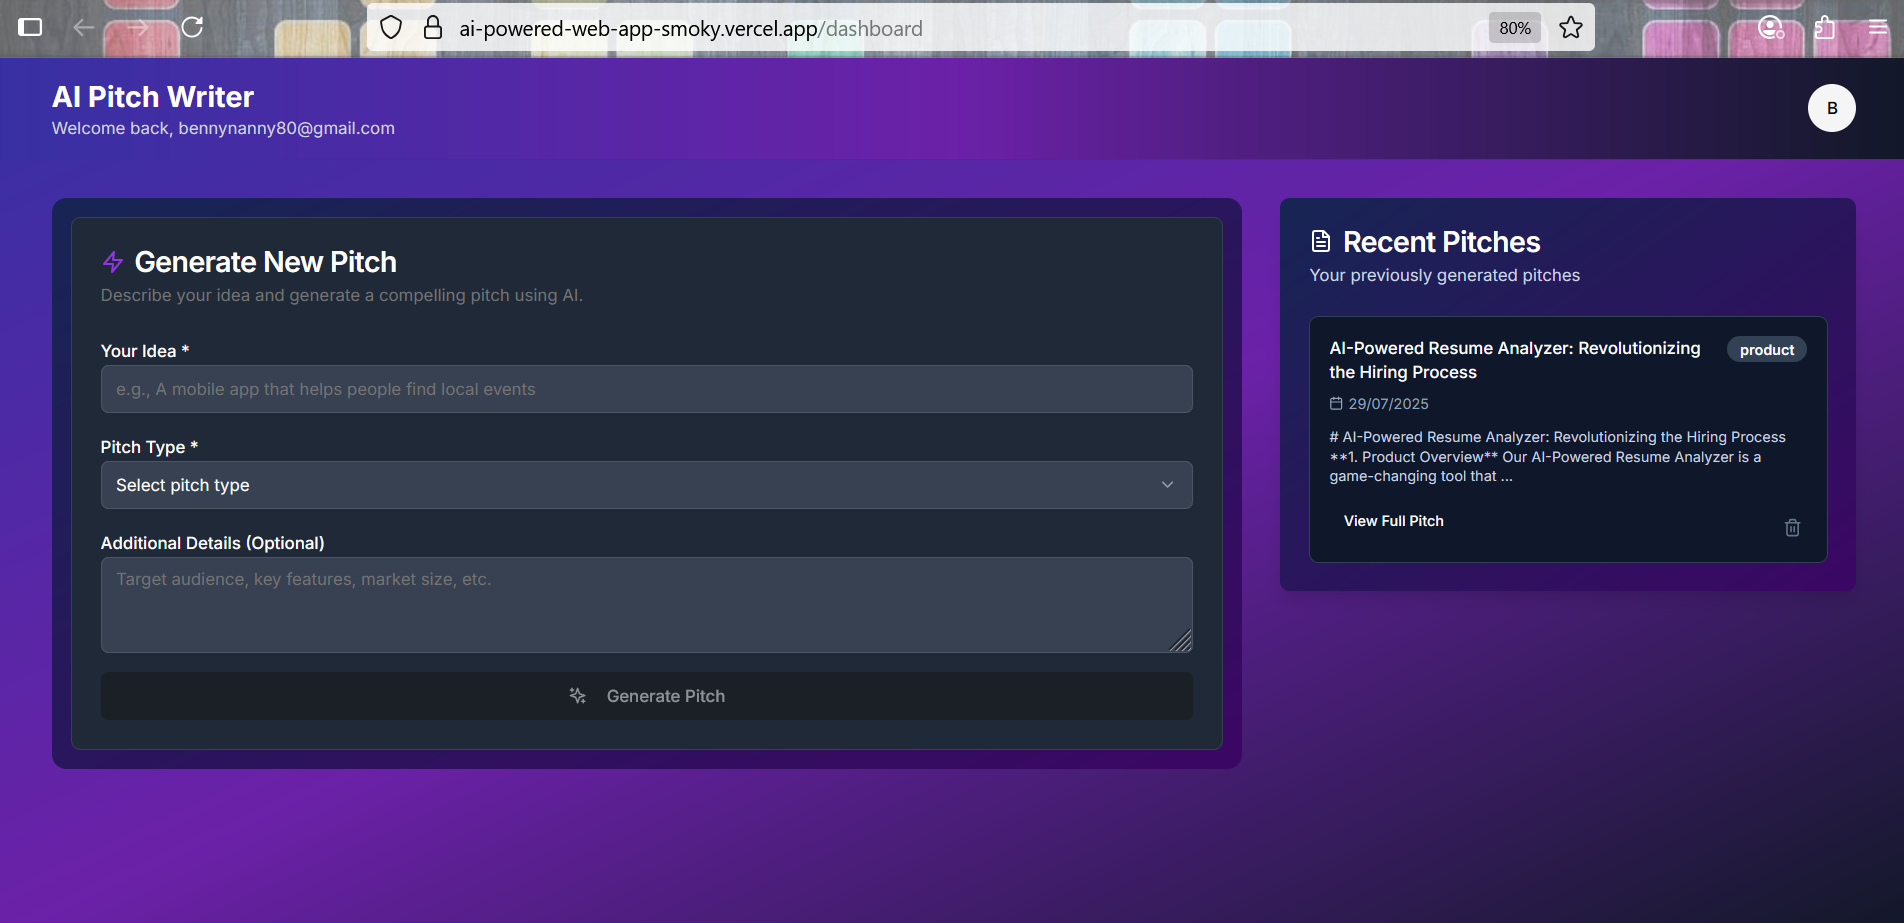 ai-powered-web-app-smoky.vercel.app/dashboard
80%
AI Pitch Writer
Welcome back, bennynanny80@gmail.com
B
Generate New Pitch
Describe your idea and generate a compelling pitch using AI.
Your Idea *
e.g., A mobile app that helps people find local events
Pitch Type *
Select pitch type
Additional Details (Optional)
Target audience, key features, market size, etc.
Generate Pitch
Recent Pitches
Your previously generated pitches
AI-Powered Resume Analyzer: Revolutionizing
the Hiring Process
product
29/07/2025
# AI-Powered Resume Analyzer: Revolutionizing the Hiring Process
**1. Product Overview** Our AI-Powered Resume Analyzer is a
game-changing tool that ...
View Full Pitch